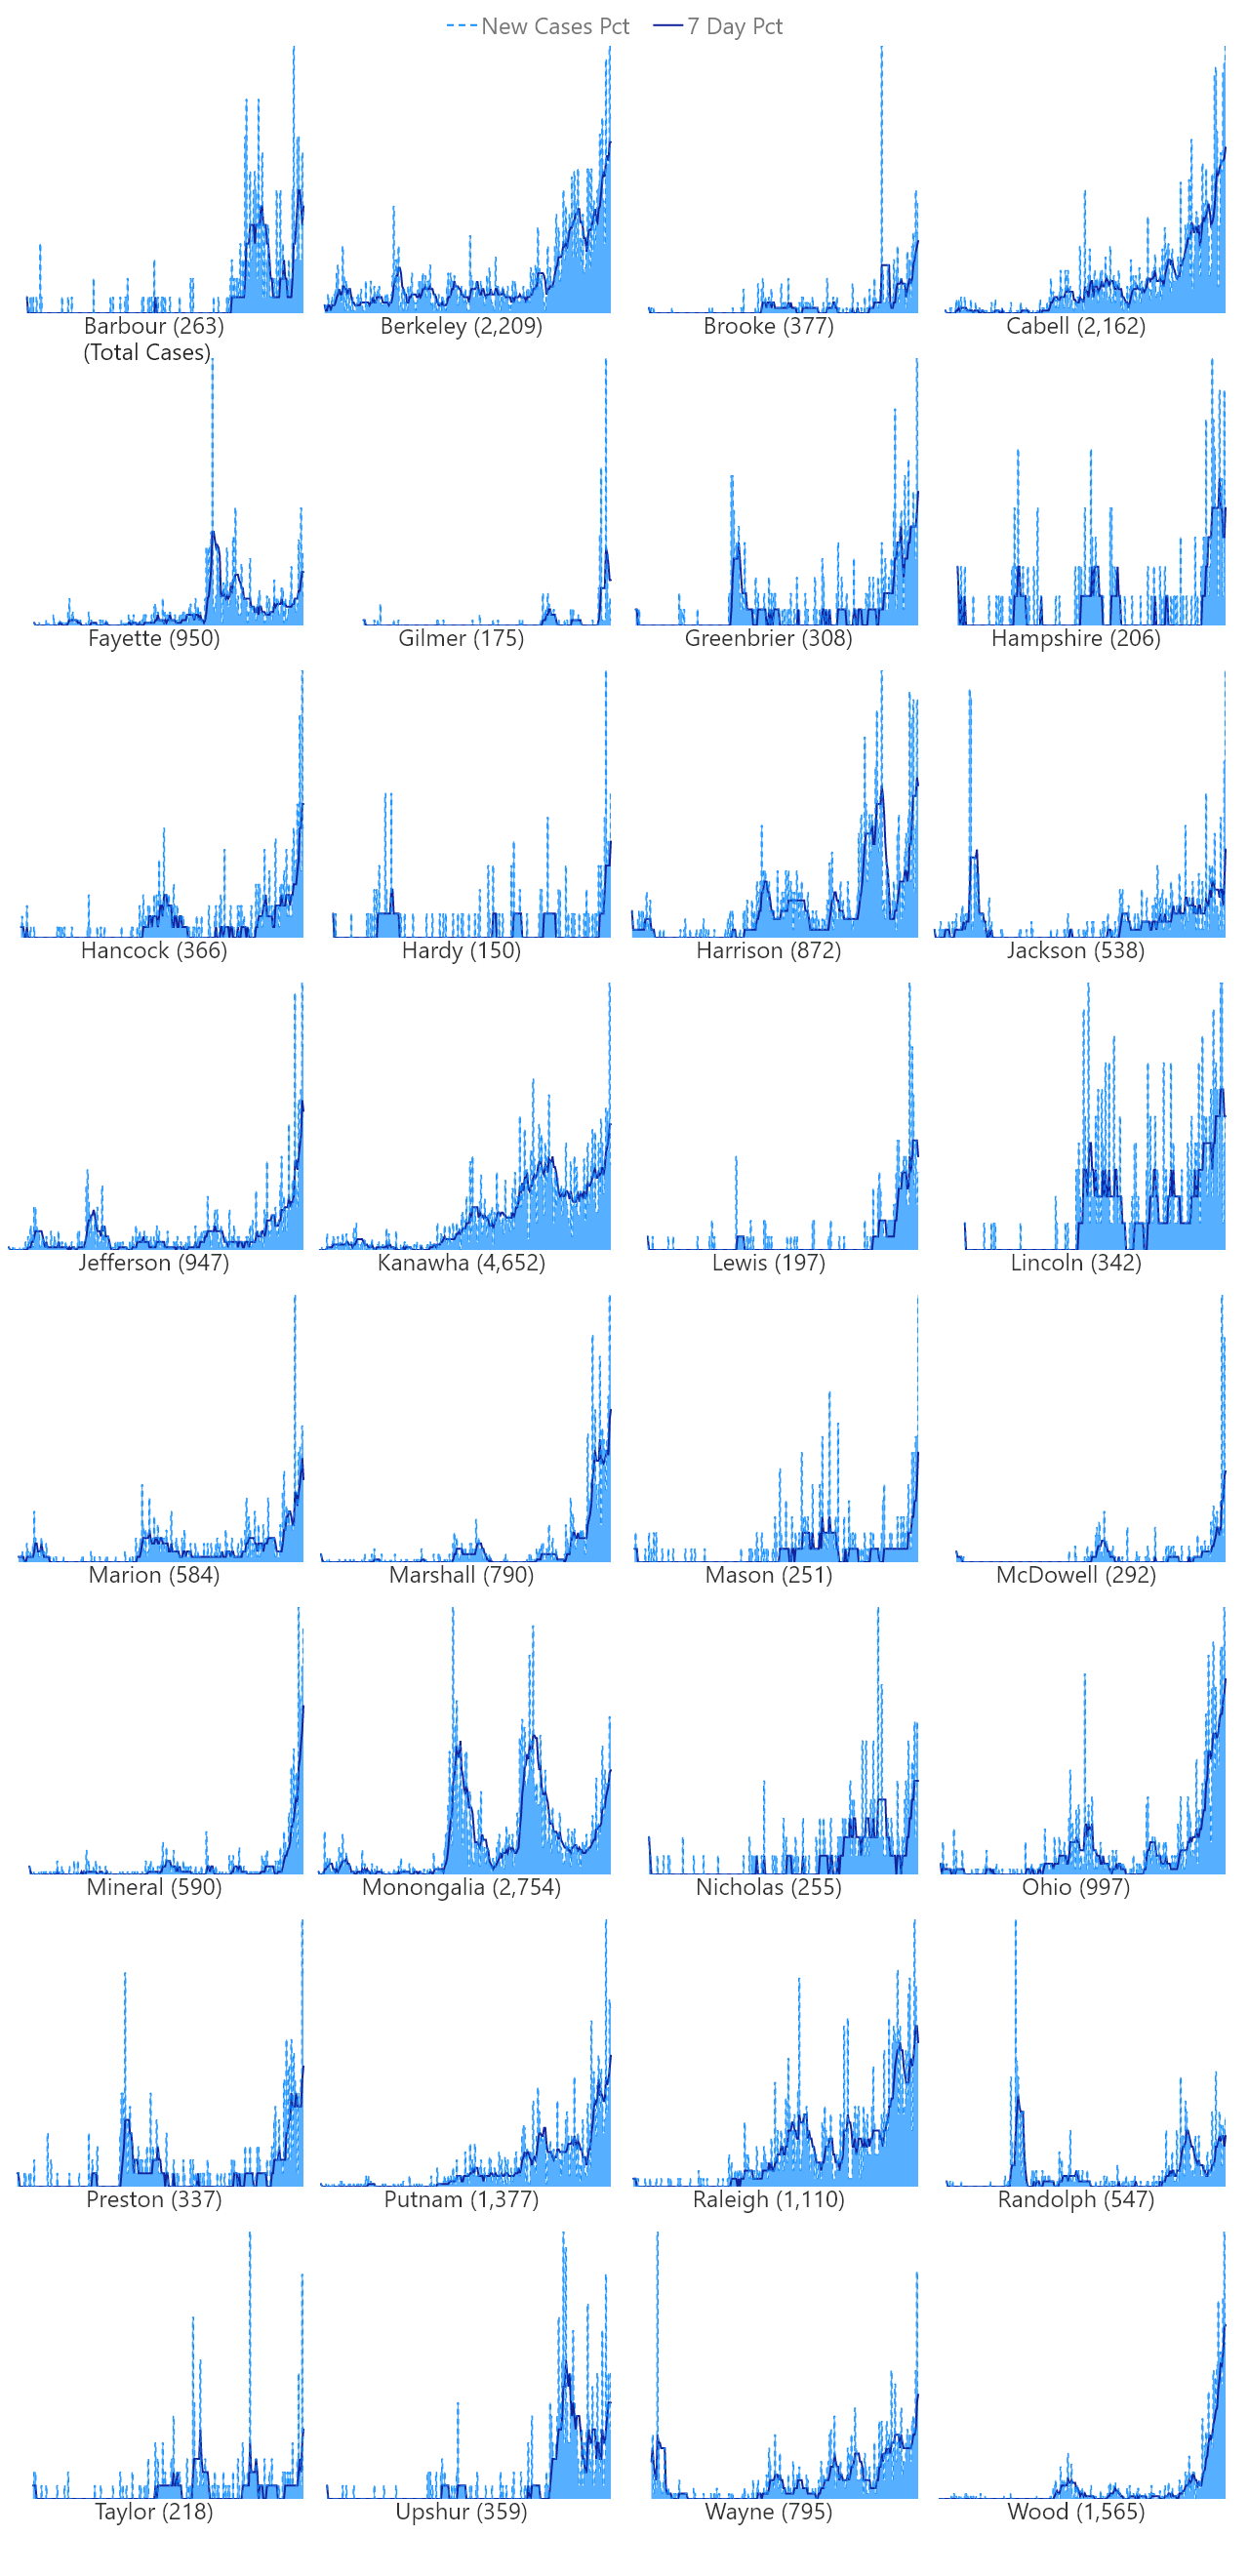 New Cases Pct 7 Day Pct
Barbour (263) Berkeley (2,209) Brooke (377) Cabell (2,162)
(Total Cases)
Fayette (950) Gilmer (175) Greenbrier (308) Hampshire (206)
Hancock (366) Hardy (150) Harrison (872) Jackson (538)
Jefferson (947) Kanawha (4,652) Lewis (197) Lincoln (342)
Marion (584) Marshall (790) Mason (251) McDowell (292)
Mineral (590) Monongalia (2,754) Nicholas (255) Ohio (997)
Preston (337) Putnam (1,377) Raleigh (1,110) Randolph (547)
Taylor (218) Upshur (359) Wayne (795) Wood (1,565)